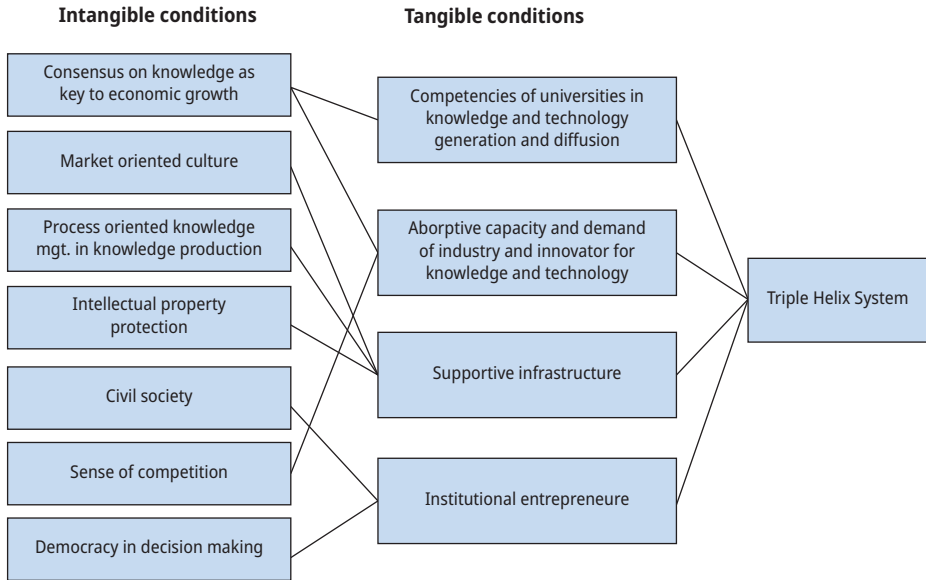 Intangible conditions
Tangible conditions
Consensus on knowledge as
key to economic growth
Market oriented culture
Process oriented knowledge
mgt. in knowledge production
Intellectual property
protection
Civil society
Sense of competition
Democracy in decision making
Competencies of universities in
knowledge and technology
generation and diffusion
Aborptive capacity and demand
of industry and innovator for
knowledge and technology
Supportive infrastructure
Institutional entrepreneure
Triple Helix System